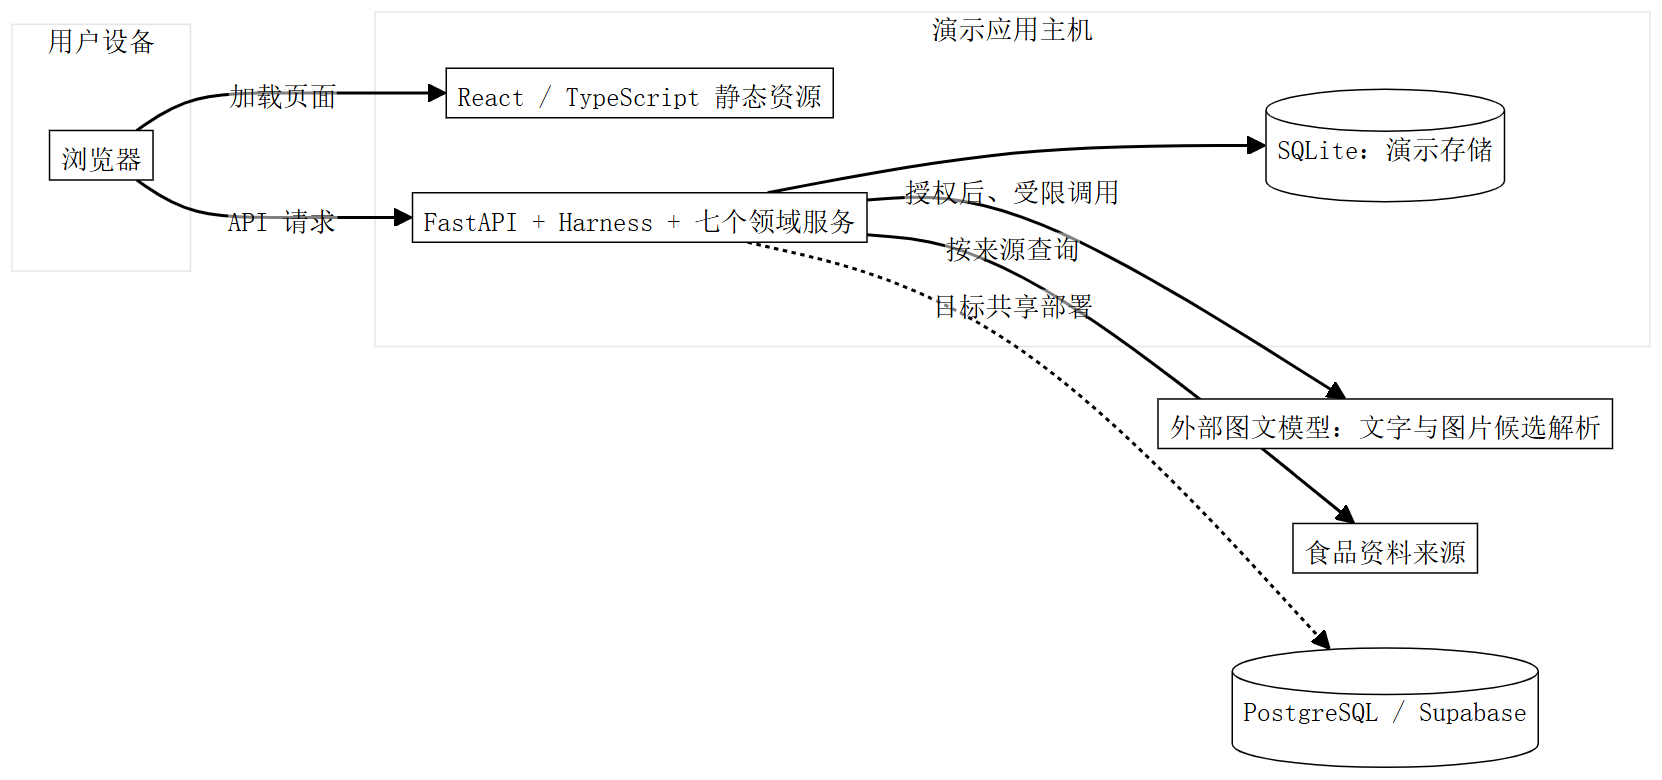 用户设备
演示应用主机
加载页面
React / TypeScript 静态资源
浏览器
SQLite：演示存储
API 请求
FastAPI + Harness + 七个领域服务
授权后、受限调用
按来源查询
目标共享部署
外部图文模型：文字与图片候选解析
食品资料来源
PostgreSQL / Supabase